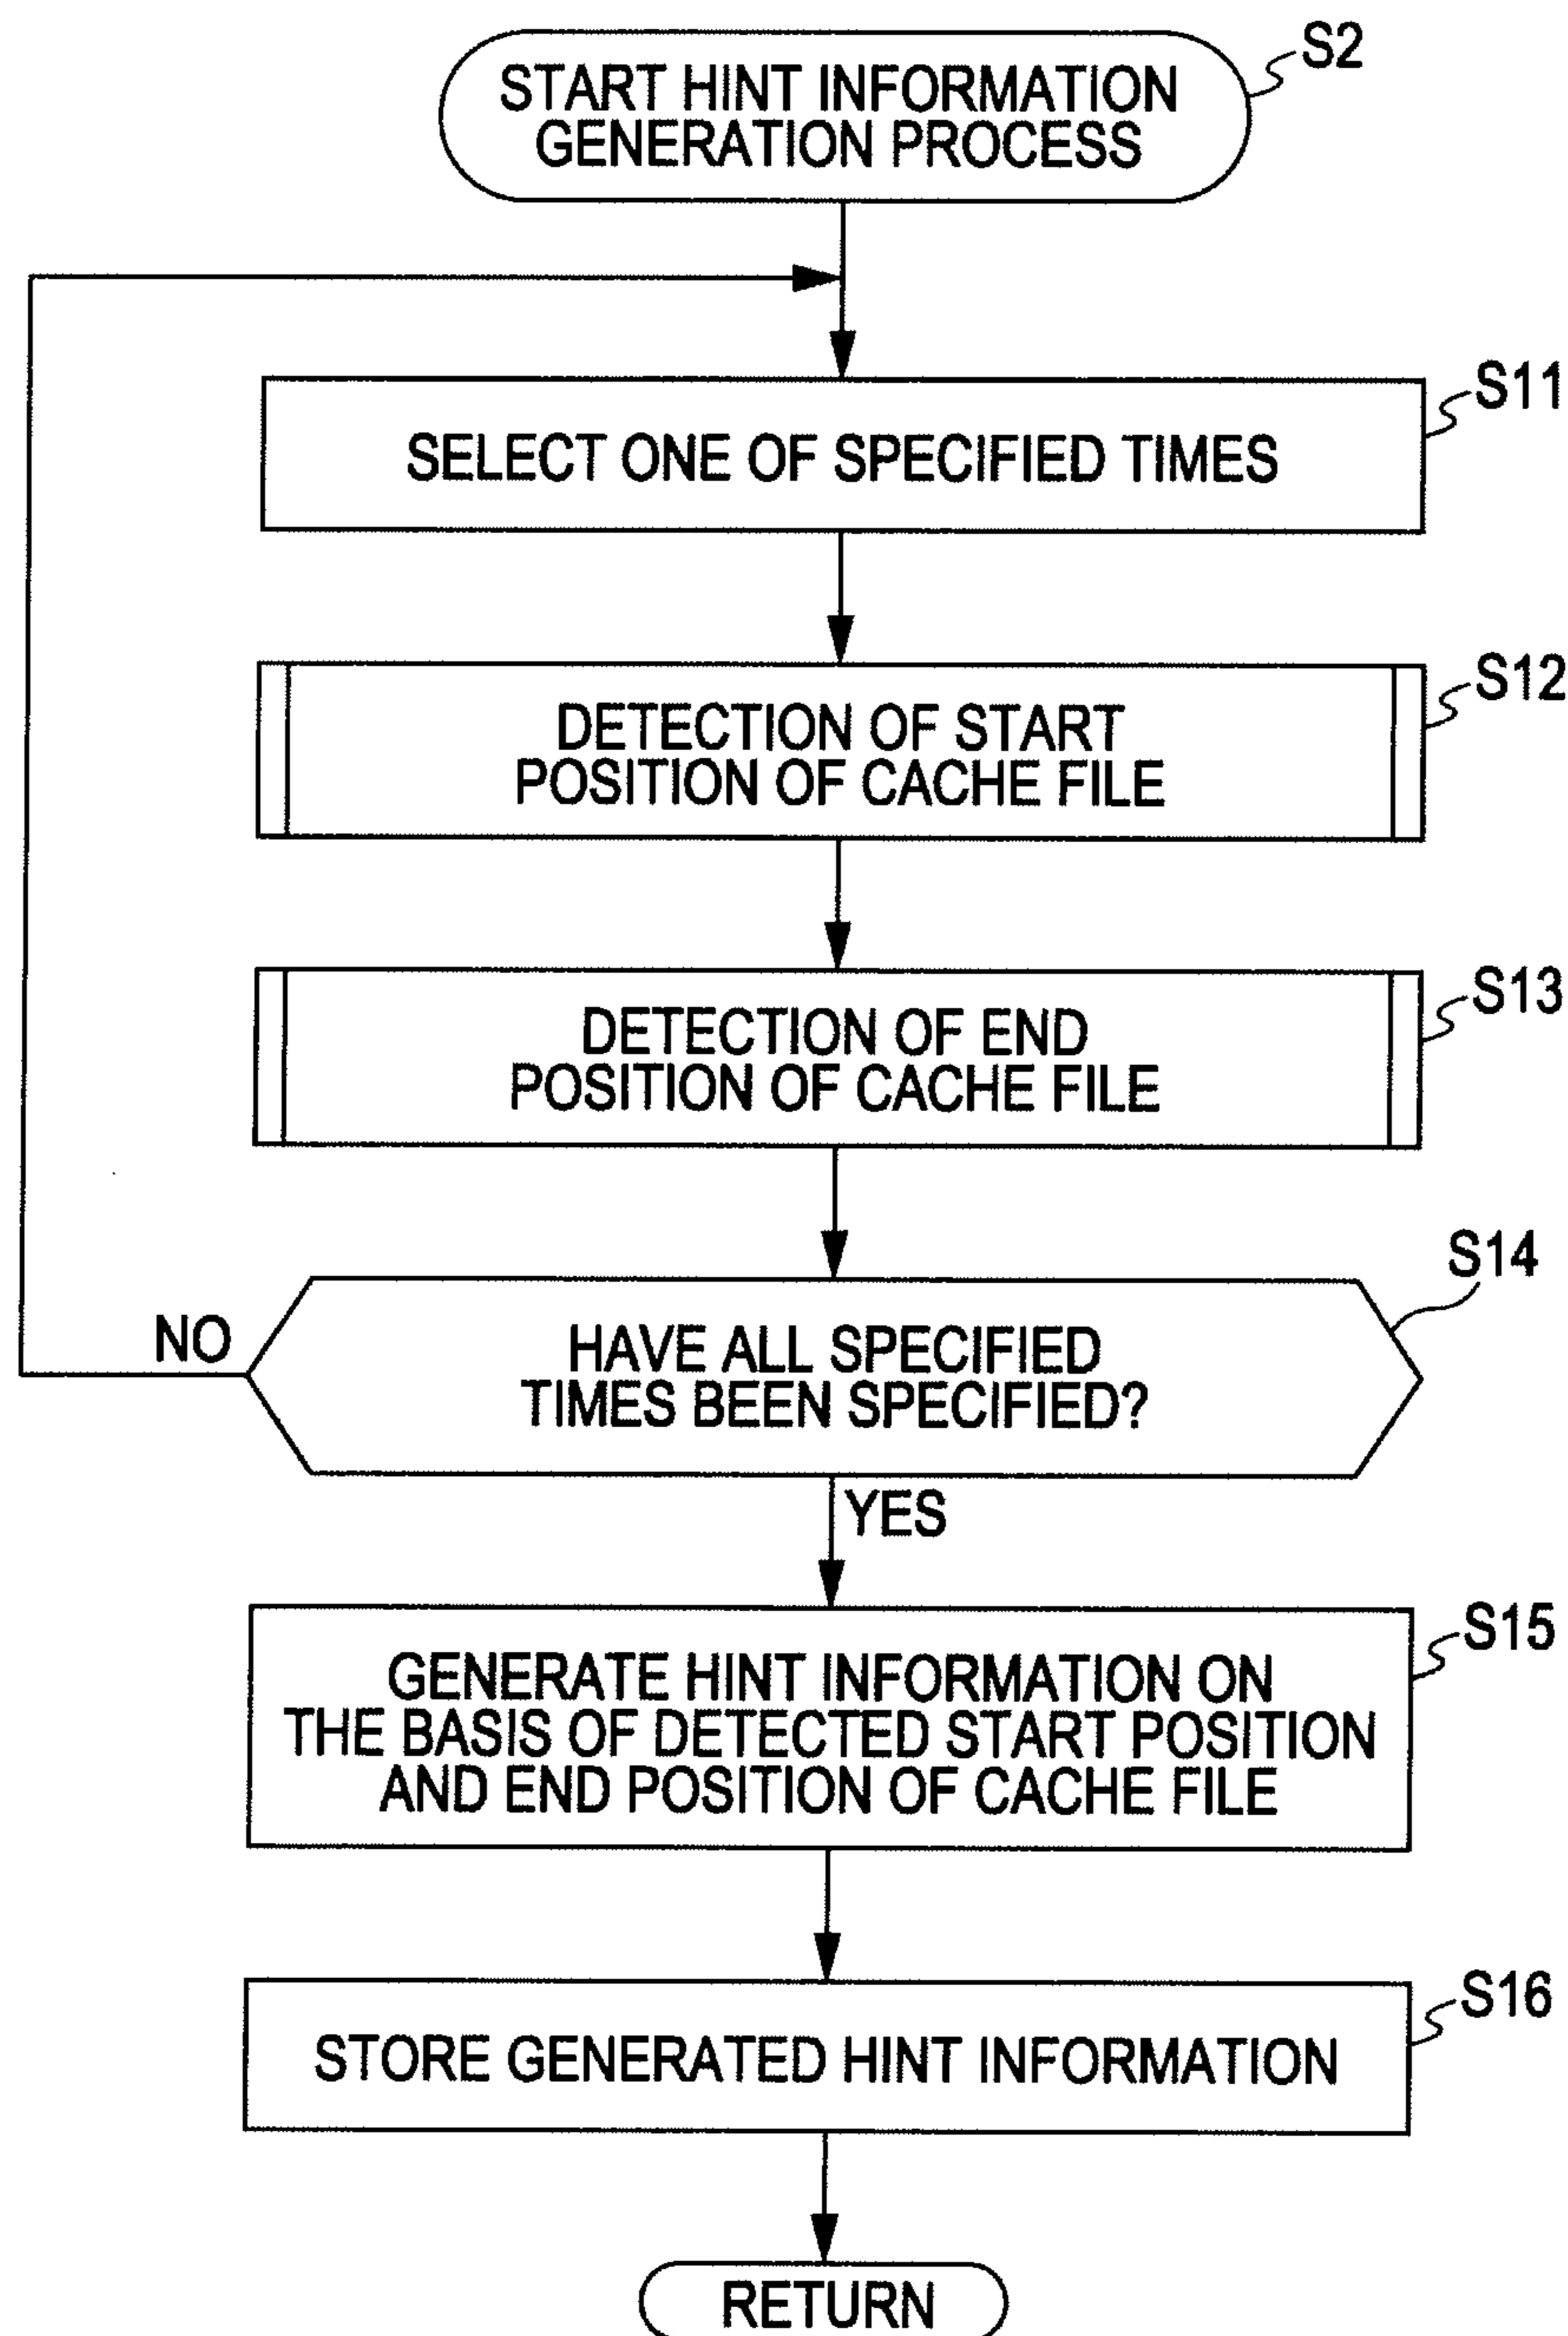 S2
START HINT INFORMATION
GENERATION PROCESS
S11
SELECT ONE OF SPECIFIED TIMES
S12
DETECTION OF START
POSITION OF CACHE FILE
S13
DETECTION OF END
POSITION OF CACHE FILE
S14
NO
HAVE ALL SPECIFIED
TIMES BEEN SPECIFIED?
YES
S15
GENERATE HINT INFORMATION ON
THE BASIS OF DETECTED START POSITION
AND END POSITION OF CACHE FILE
S16
STORE GENERATED HINT INFORMATION
RETURN